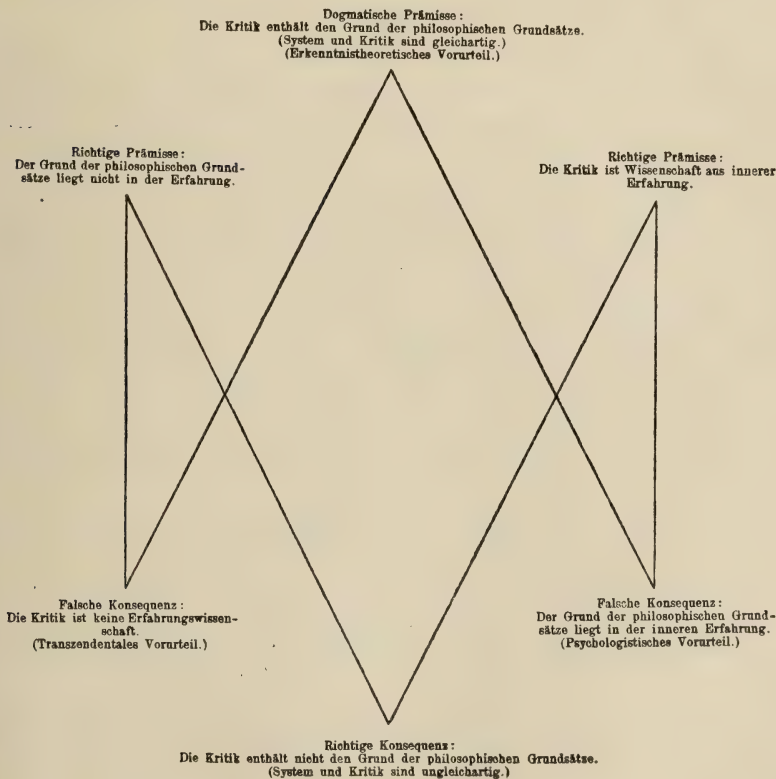 Dogmatische Prämisse:
Die Kritik enthält den Grund der philosophischen Grundsätze.
(System und Kritik sind gleichartig.)
(Erkenntnistheoretisches Vorurteil.)
Richtige Prämisse:
Der Grund der philosophischen Grund-
sätze liegt nicht in der Erfahrung.
Richtige Prämisse:
Die Kritik ist Wissenschaft aus innerer
Erfahrung.
Falsche Konsequenz:
Die Kritik ist keine Erfahrungswissen-
schaft.
(Transzendentales Vorurteil.)
Falsche Konsequenz:
Der Grund der philosophischen Grund-
sätze liegt in der inneren Erfahrung.
(Psychologistisches Vorurteil.)
Richtige Konsequenz:
Die Kritik enthält nicht den Grund der philosophischen Grundsätze.
(System und Kritik sind ungleichartig.)